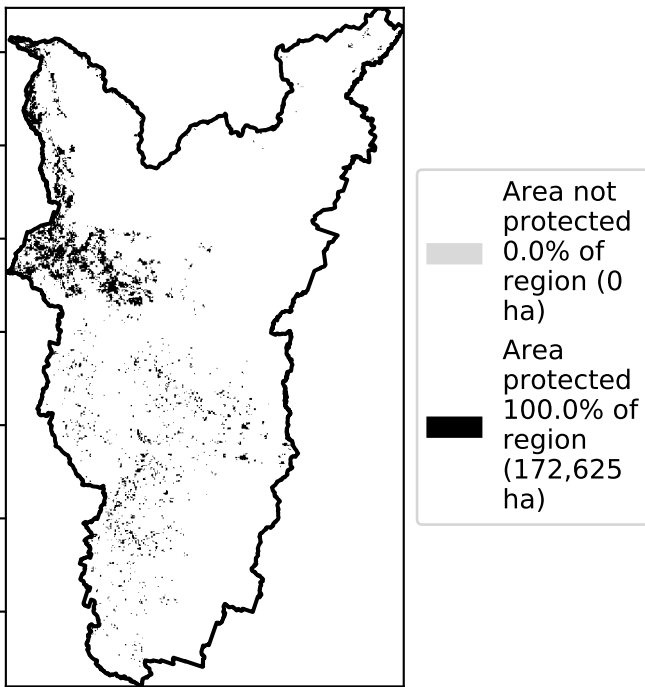 Area not
protected
0.0% of
region (0
ha)
Area
protected
100.0% of
region
(172,625
ha)